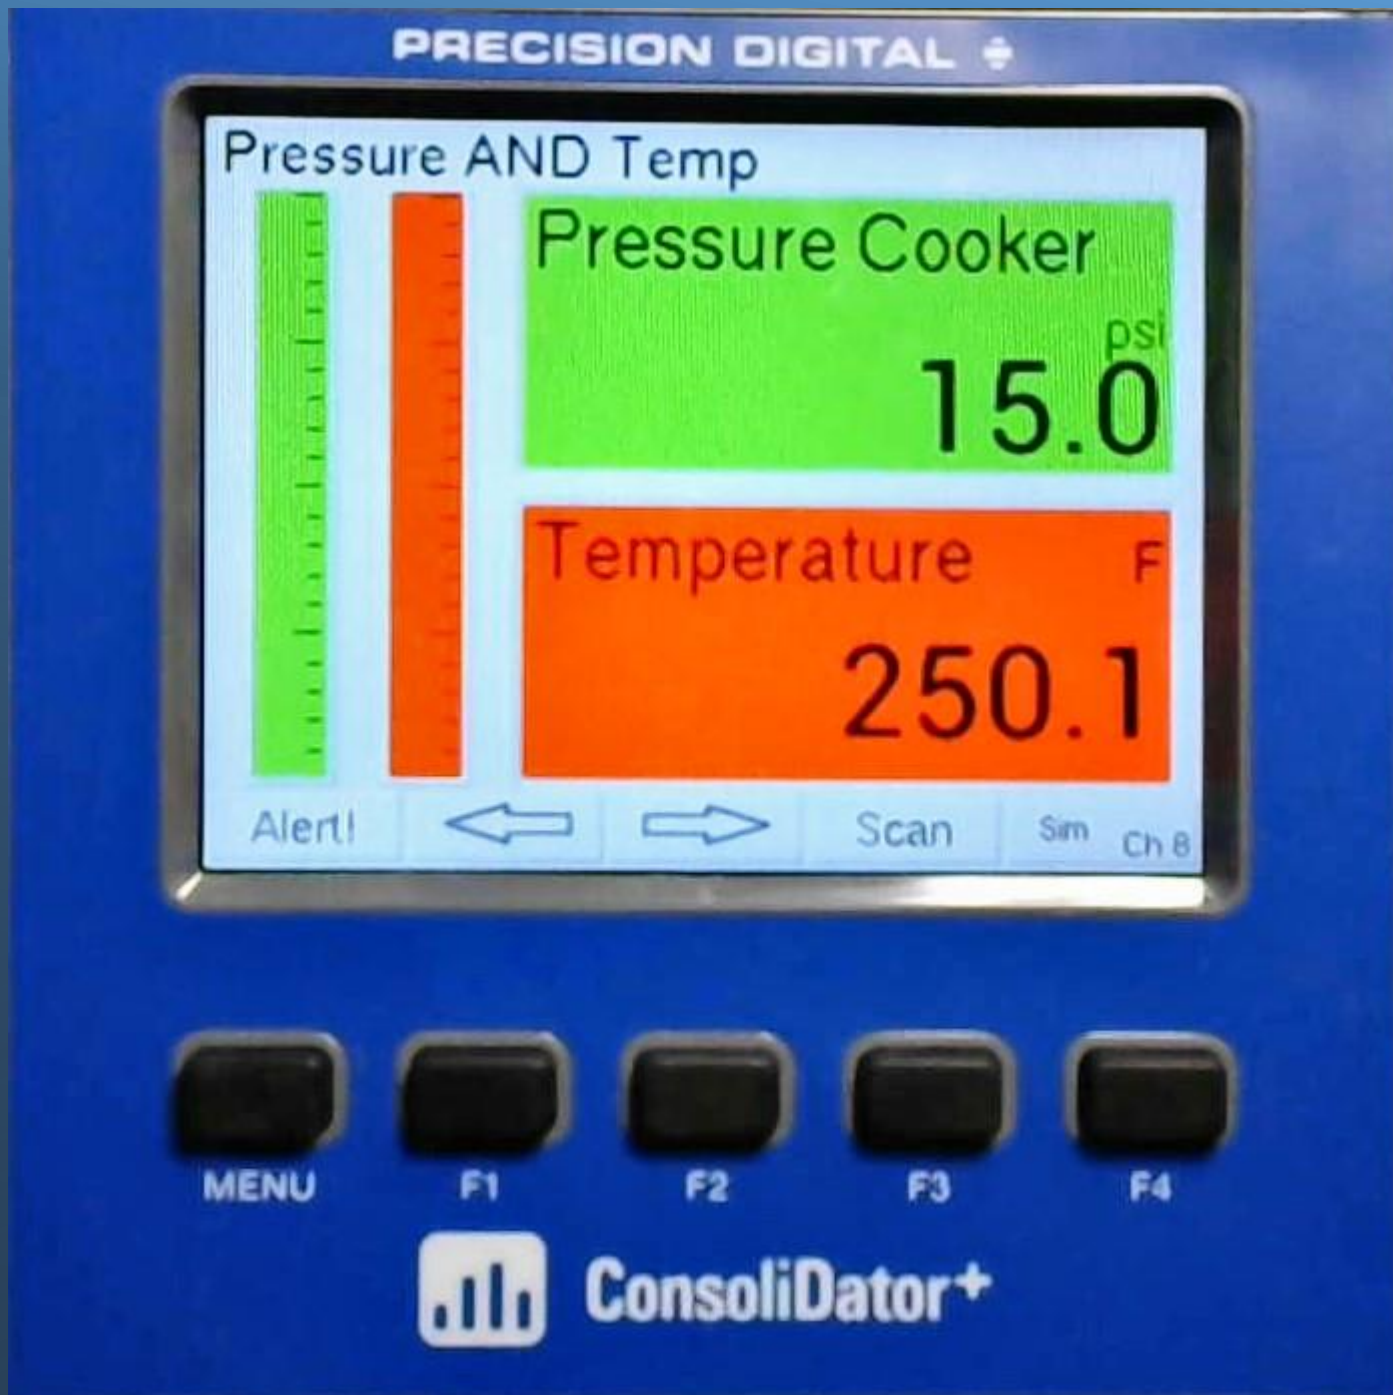 PRECISION DIGITAL
Pressure AND Temp
Pressure Cooker
psi
15.0
Temperature F
250.1
Alert! Scan Sim Ch 8
MENU F1 F2 F3 F4
ConsoliDator+